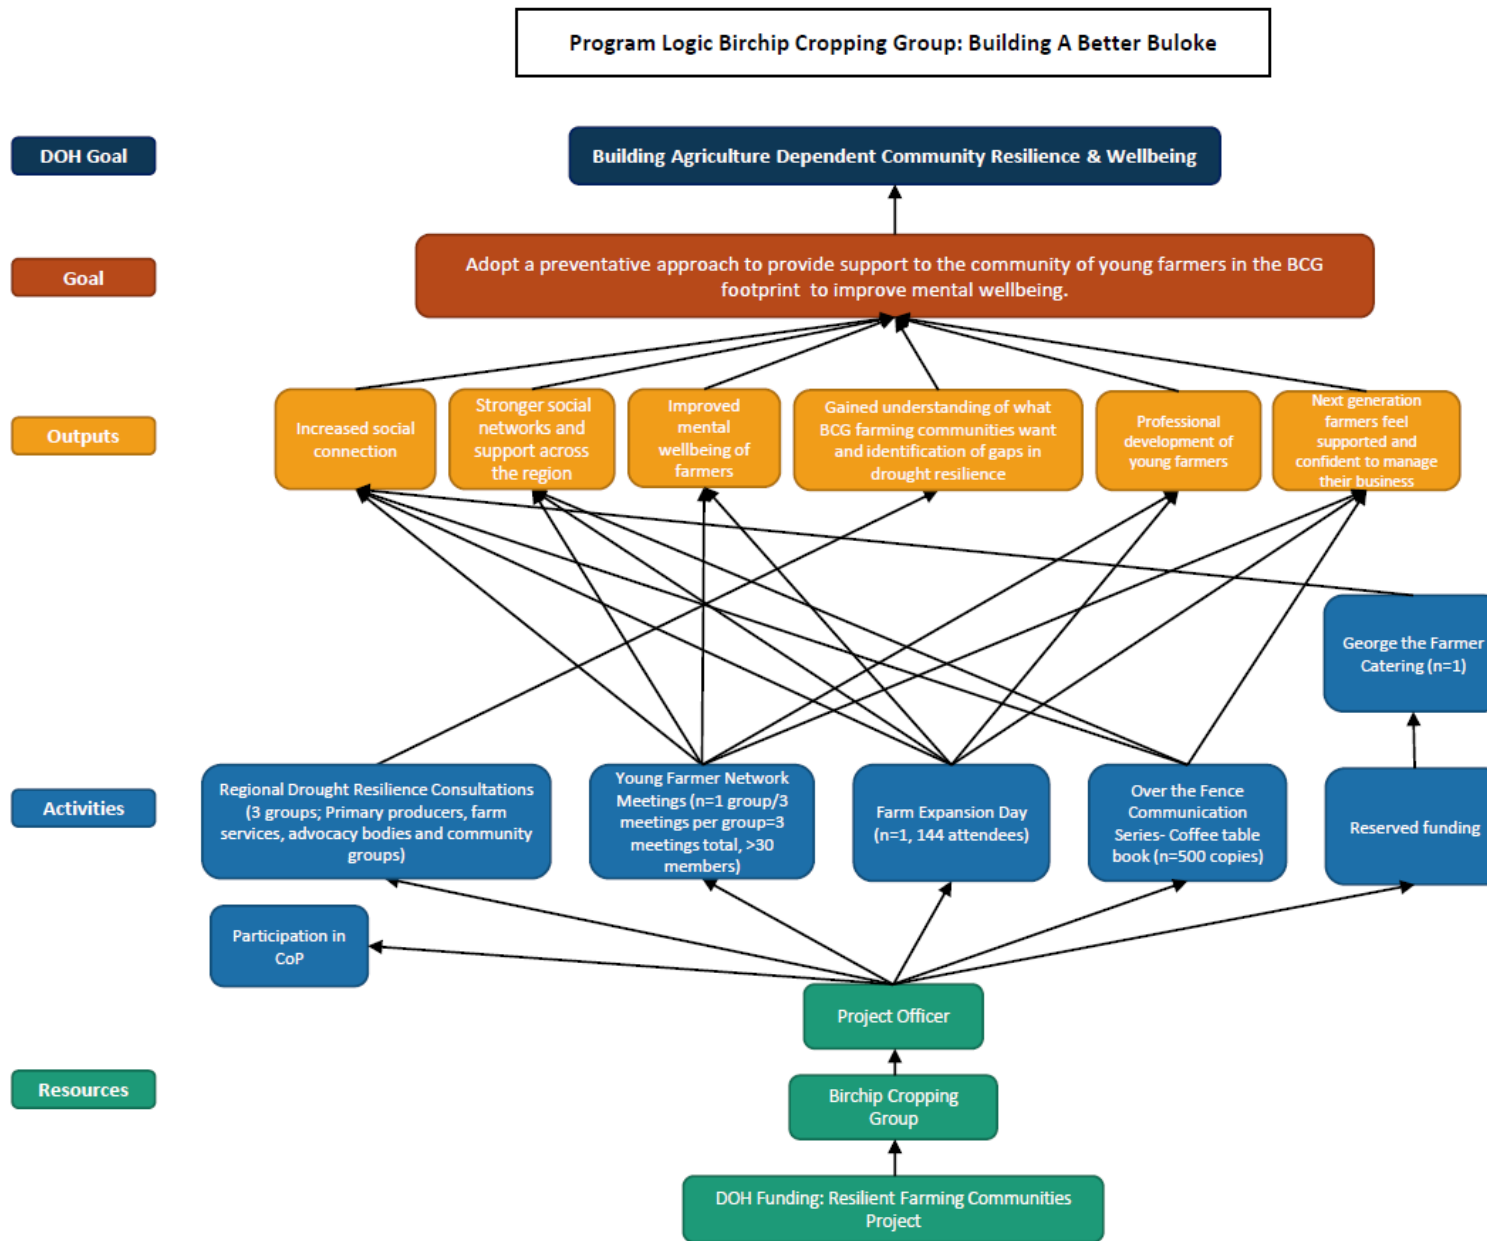 Program Logic Birchip Cropping Group: Building A Better Buloke
DOH Goal
Building Agriculture Dependent Community Resilience & Wellbeing
Goal
Adopt a preventative approach to provide support to the community of young farmers in the BCG
footprint to improve mental wellbeing.
Outputs
Increased social
connection
Stronger social
networks and
support across
the region
Improved
mental
wellbeing of
farmers
Gained understanding of what
BCG farming communities want
and identification of gaps in
drought resilience
Professional
development of
young farmers
Next generation
farmers feel
supported and
confident to manage
their business
George the Farmer
Catering (n=1)
Activities
Regional Drought Resilience Consultations
(3 groups; Primary producers, farm
services, advocacy bodies and community
groups)
Young Farmer Network
Meetings (n=1 group/3
meetings per group=3
meetings total, >30
members)
Farm Expansion Day
(n=1, 144 attendees)
Over the Fence
Communication
Series- Coffee table
book (n=500 copies)
Reserved funding
Participation in
CoP
Project Officer
Resources
Birchip Cropping
Group
DOH Funding: Resilient Farming Communities
Project